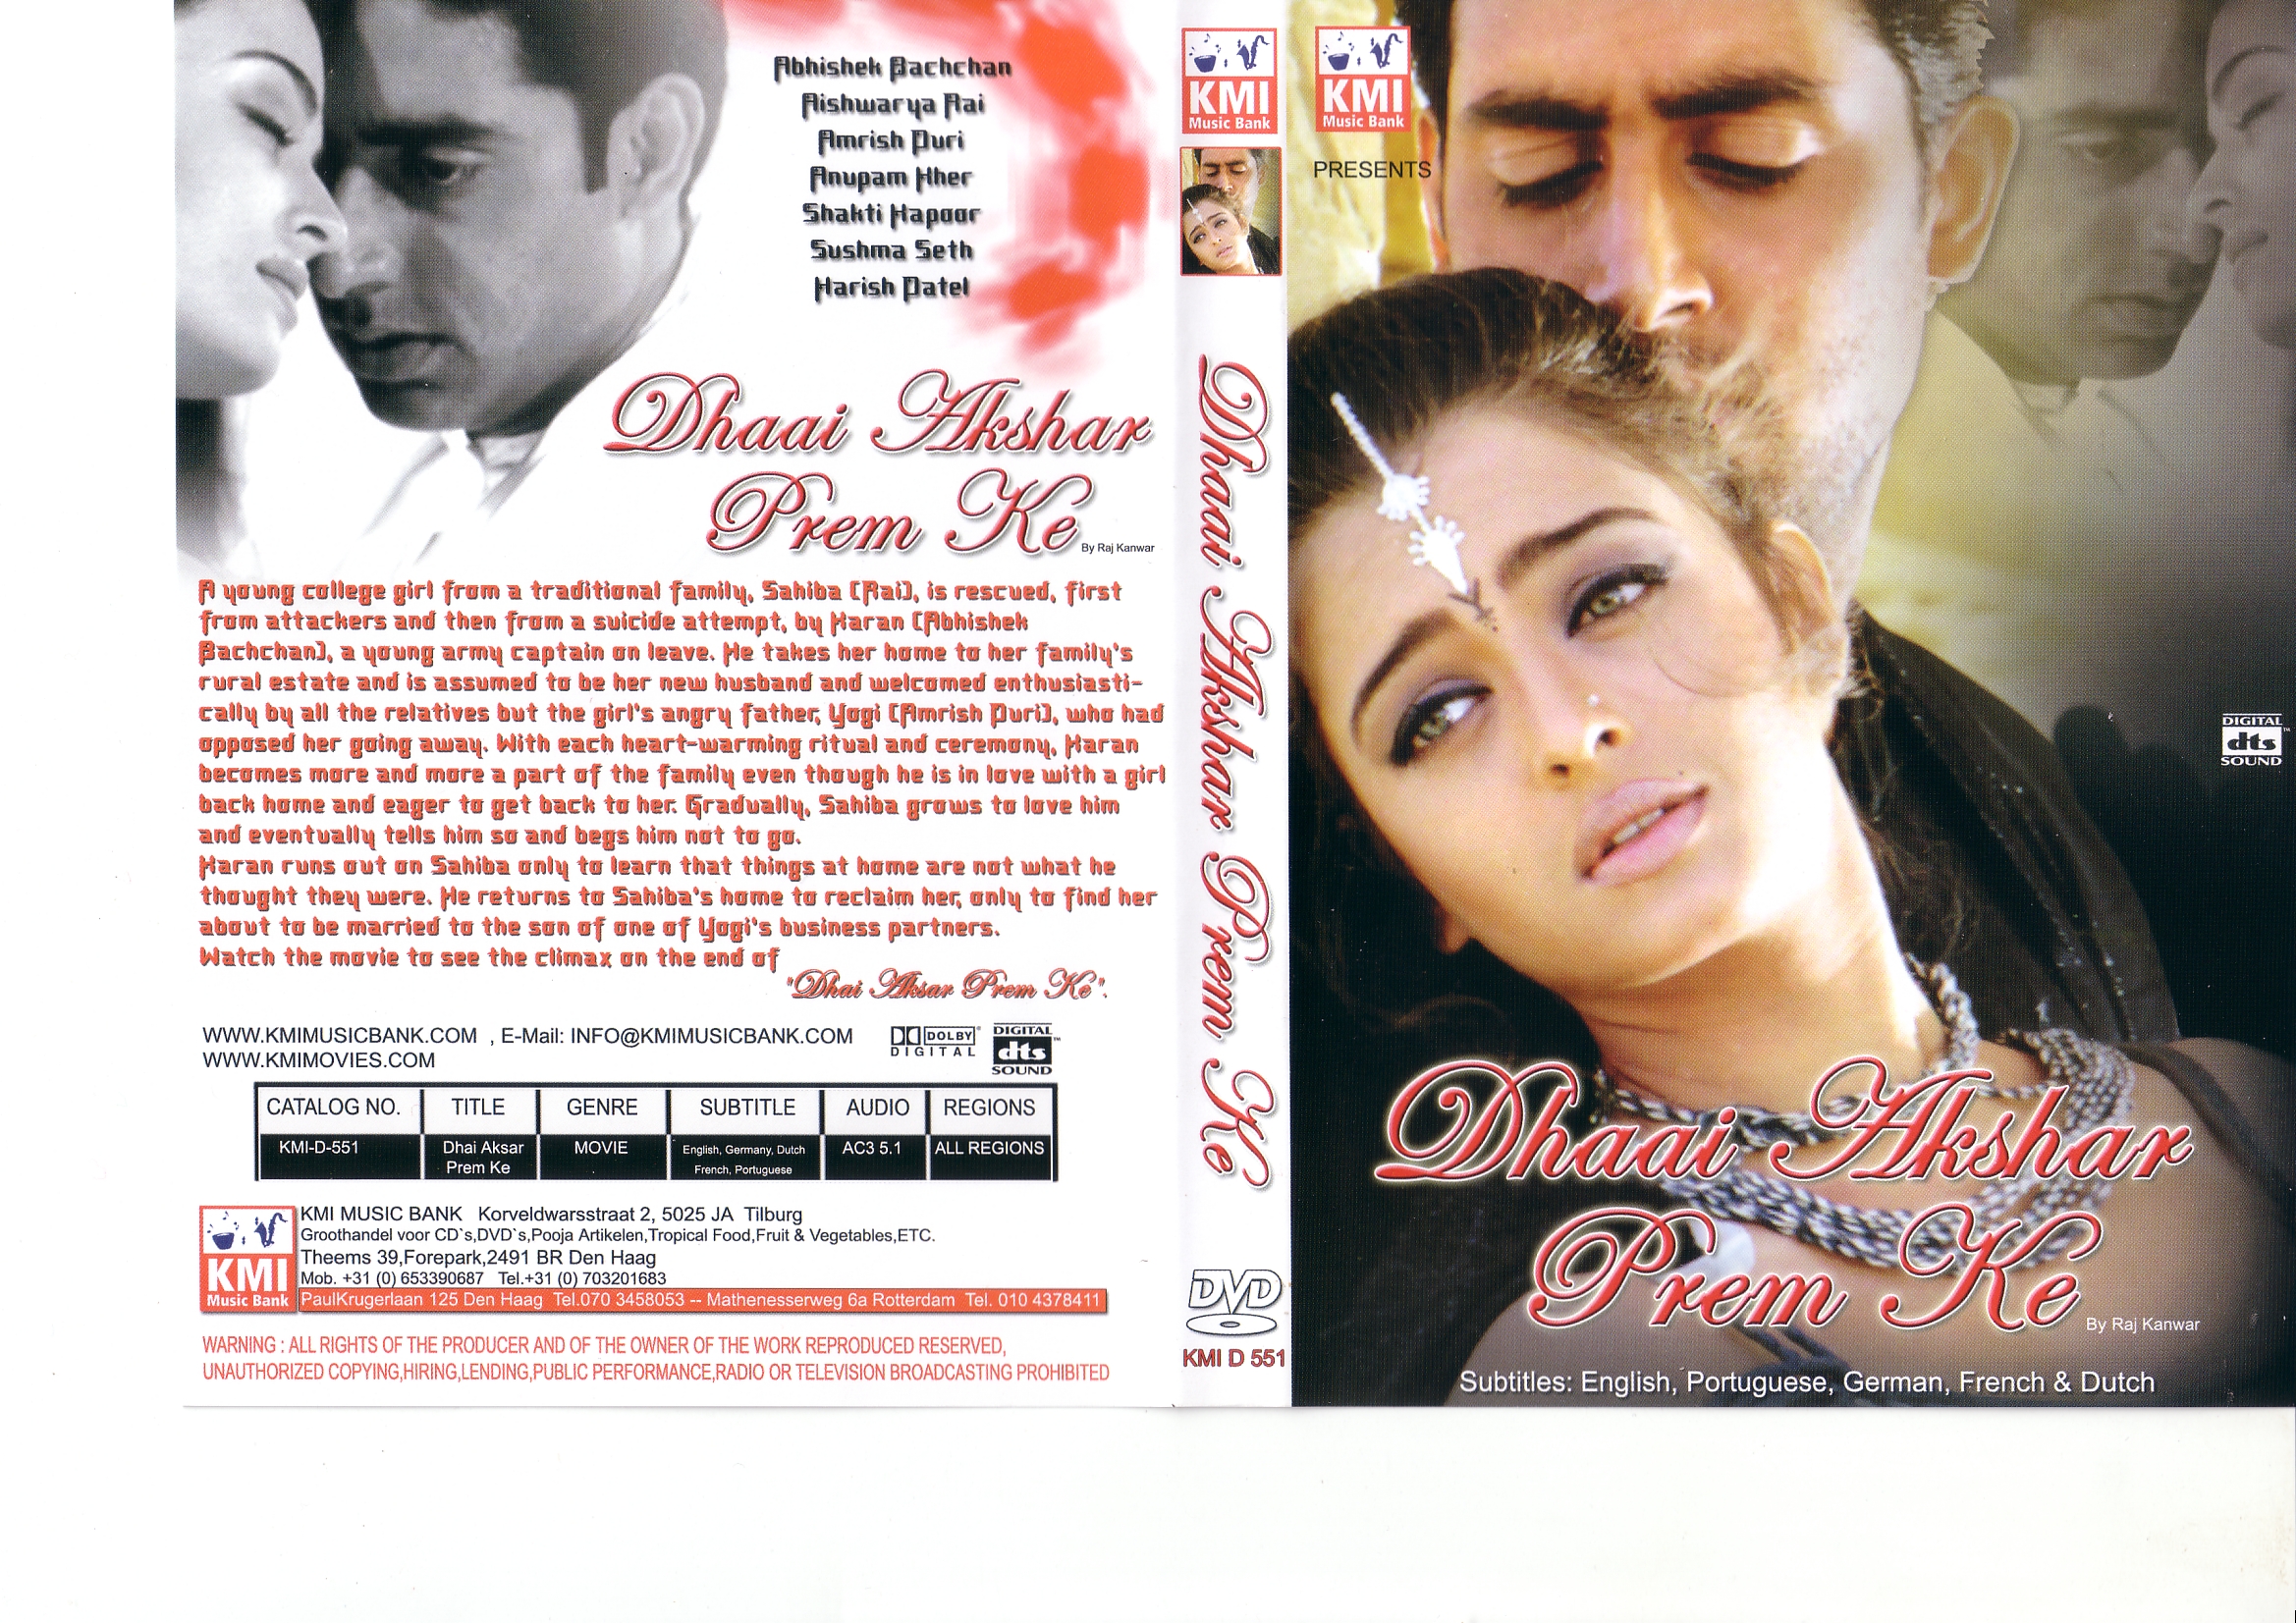 Abhishek Bachchan
Aishwarya Rai
Amrish Puri
Anupam Kher
Shakti Kapoor
Sushma Seth
Harish Patel
Dhaai Akshar
Prem Ke
By Raj Kanwar
A young college girl from a traditional family, Sahiba (Rai), is rescued, first
from attackers and then from a suicide attempt, by Karan (Abhishek
Bachchan), a young army captain on leave. He takes her home to her family's
rural estate and is assumed to be her new husband and welcomed enthusiasti-
cally by all the relatives but the girl's angry father, Yogi (Amrish Puri), who had
opposed her going away. With each heart-warming ritual and ceremony, Karan
becomes more and more a part of the family even though he is in love with a girl
back home and eager to get back to her. Gradually, Sahiba grows to love him
and eventually tells him so and begs him not to go.
Karan runs out on Sahiba only to learn that things at home are not what he
thought they were. He returns to Sahiba's home to reclaim her, only to find her
about to be married to the son of one of Yogi's business partners.
Watch the movie to see the climax on the end of
"Dhai Aksar Prem Ke".
WWW.KMIMUSICBANK.COM , E-Mail: INFO@KMIMUSICBANK.COM
WWW.KMIMOVIES.COM
DOLBY
DIGITAL
DIGITAL
dts
SOUND
CATALOG NO. TITLE GENRE SUBTITLE AUDIO REGIONS
KMI-D-551 Dhai Aksar Prem Ke MOVIE English, Germany, Dutch French, Portuguese AC3 5.1 ALL REGIONS
KMI
Music Bank
KMI MUSIC BANK Korveldwarsstraat 2, 5025 JA Tilburg
Groothandel voor CD`s,DVD`s,Pooja Artikelen,Tropical Food,Fruit & Vegetables,ETC.
Theems 39,Forepark,2491 BR Den Haag
Mob. +31 (0) 653390687 Tel.+31 (0) 703201683
PaulKrugerlaan 125 Den Haag Tel.070 3458053 -- Mathenesserweg 6a Rotterdam Tel. 010 4378411
WARNING : ALL RIGHTS OF THE PRODUCER AND OF THE OWNER OF THE WORK REPRODUCED RESERVED,
UNAUTHORIZED COPYING,HIRING,LENDING,PUBLIC PERFORMANCE,RADIO OR TELEVISION BROADCASTING PROHIBITED
KMI
Music Bank
Dhaai Akshar Prem Ke
DVD
KMI D 551
KMI
Music Bank
PRESENTS
DIGITAL
dts
SOUND
TM
Dhaai Akshar
Prem Ke
By Raj Kanwar
Subtitles: English, Portuguese, German, French & Dutch